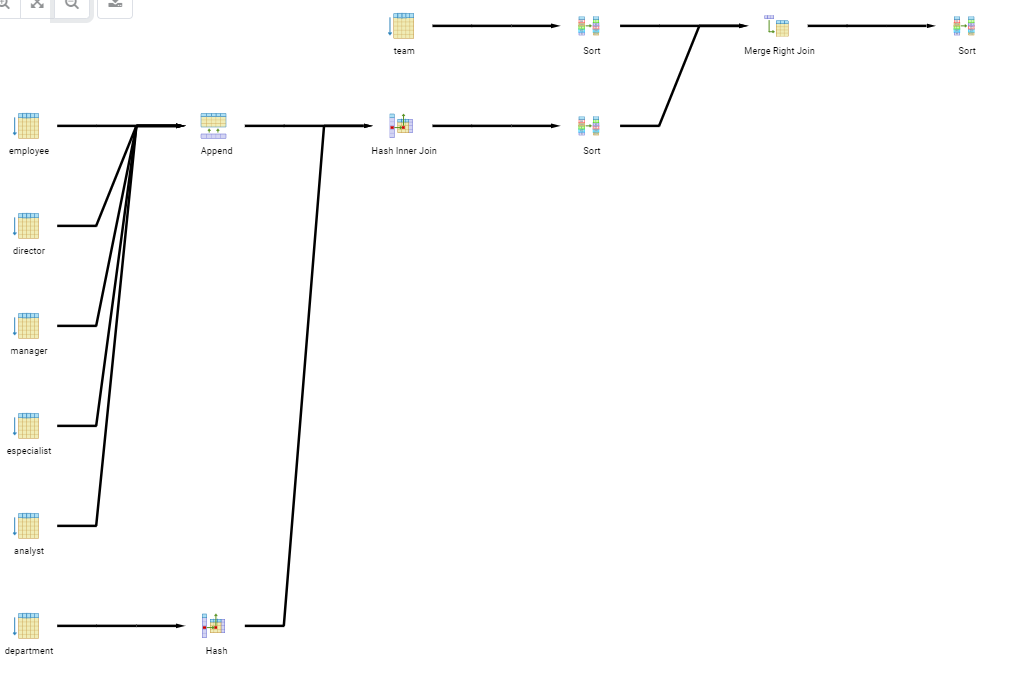 team
Sort
Merge Right Join
Sort
employee
Append
Hash Inner Join
Sort
director
manager
especialist
analyst
department
Hash